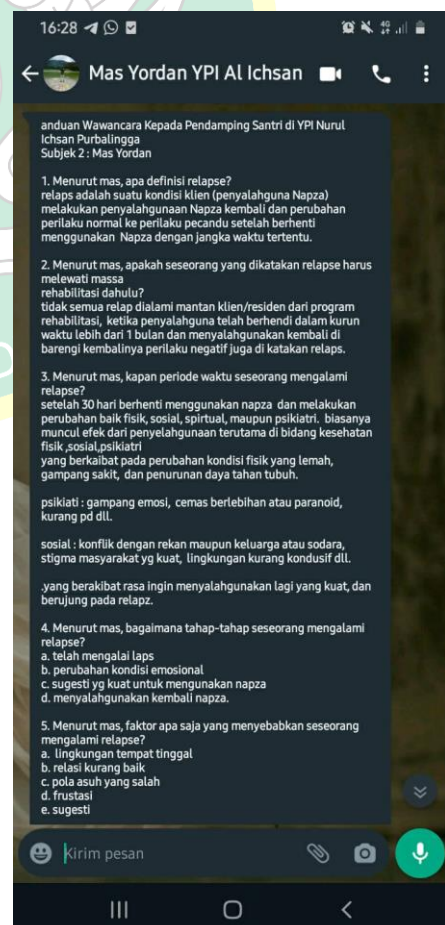 16:28
4G
Mas Yordan YPI Al Ichsan
anduan Wawancara Kepada Pendamping Santri di YPI Nurul
Ichsan Purbalingga
Subjek 2 : Mas Yordan
1. Menurut mas, apa definisi relapse?
relaps adalah suatu kondisi klien (penyalahguna Napza)
melakukan penyalahgunaan Napza kembali dan perubahan
perilaku normal ke perilaku pecandu setelah berhenti
menggunakan Napza dengan jangka waktu tertentu.
2. Menurut mas, apakah seseorang yang dikatakan relapse harus
melewati massa
rehabilitasi dahulu?
tidak semua relap dialami mantan klien/residen dari program
rehabilitasi, ketika penyalahguna telah berhendi dalam kurun
waktu lebih dari 1 bulan dan menyalahgunakan kembali di
barengi kembalinya perilaku negatif juga di katakan relaps.
3. Menurut mas, kapan periode waktu seseorang mengalami
relapse?
setelah 30 hari berhenti menggunakan napza dan melakukan
perubahan baik fisik, sosial, spirtual, maupun psikiatri. biasanya
muncul efek dari penyelahgunaan terutama di bidang kesehatan
fisik ,sosial,psikiatri
yang berkaibat pada perubahan kondisi fisik yang lemah,
gampang sakit, dan penurunan daya tahan tubuh.
psikiati : gampang emosi, cemas berlebihan atau paranoid,
kurang pd dll.
sosial : konflik dengan rekan maupun keluarga atau sodara,
stigma masyarakat yg kuat, lingkungan kurang kondusif dll.
.yang berakibat rasa ingin menyalahgunakan lagi yang kuat, dan
berujung pada relapz.
4. Menurut mas, bagaimana tahap-tahap seseorang mengalami
relapse?
a. telah mengalai laps
b. perubahan kondisi emosional
c. sugesti yg kuat untuk mengunakan napza
d. menyalahgunakan kembali napza.
5. Menurut mas, faktor apa saja yang menyebabkan seseorang
mengalami relapse?
a. lingkungan tempat tinggal
b. relasi kurang baik
c. pola asuh yang salah
d. frustasi
e. sugesti
Kirim pesan